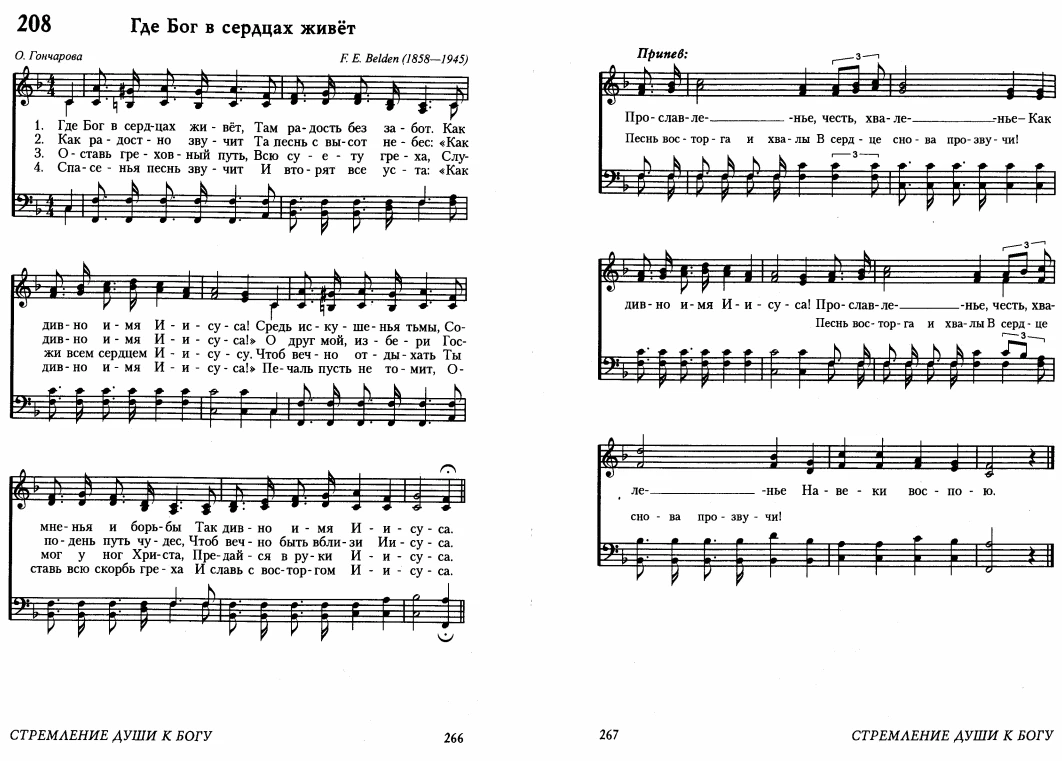 208 Где Бог в сердцах живёт
О. Гончарова F. E. Belden (1858—1945)
1. Где Бог в серд-цах жи - вёт, Там ра-дость без за - бот. Как
2. Как ра - дост - но зву - чит Та песнь с вы-сот не - бес: «Как
3. О - ставь гре - хов - ный путь, Всю су - е - ту гре - ха, Слу-
4. Спа-се - нья песнь зву - чит И вто-рят все ус - та: «Как
див - но и - мя И - и - су - са! Средь ис - ку - ше - нья тьмы, Со-
див - но и - мя И - и - су - са!» О друг мой, из - бе - ри Гос-
жи всем сердцем И - и - су - су. Чтоб веч - но от - ды - хать Ты
див - но и - мя И - и - су - са!» Пе - чаль пусть не то - мит, О-
мне - нья и борь - бы Так див - но и - мя И - и - су - са.
по - день путь чу - дес, Чтоб веч - но быть вбли - зи Ии - су - са.
мог у ног Хри - ста, Пре - дай - ся в ру - ки И - и - су - са.
ставь всю скорбь гре - ха И славь с вос - тор - гом И - и - су - са.
СТРЕМЛЕНИЕ ДУШИ К БОГУ 266
Припев:
3
Про - слав - ле- -нье, честь, хва - ле- -нье- Как
Песнь вос - тор - га и хва - лы В серд - це сно - ва про - зву - чи!
3
3
див - но и - мя И - и - су - са! Про - слав - ле- -нье, честь, хва-
Песнь вос - тор - га и хва - лы В серд - це
3
ле- -нье На - ве - ки вос - по - ю.
сно - ва про - зву - чи!
267 СТРЕМЛЕНИЕ ДУШИ К БОГУ